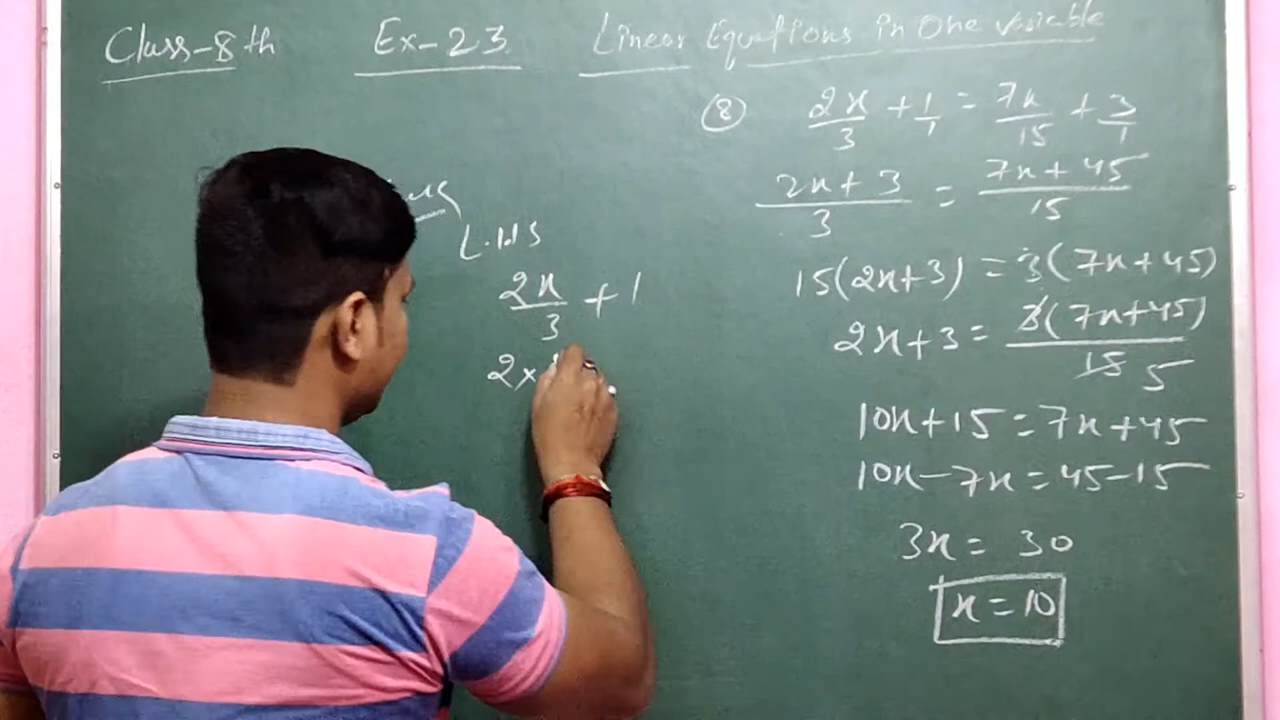 Class-8th Ex-2.3 Linear Equations in One Variable
⑧ 2x/3 + 1/1 = 7x/15 + 3/1
2x+3/3 = 7x+45/15
15(2x+3) = 3(7x+45)
2x+3 = 3(7x+45)/15 5
10x+15 = 7x+45
10x-7x = 45-15
3x = 30
x = 10
L.H.S
2x/3 + 1
2×